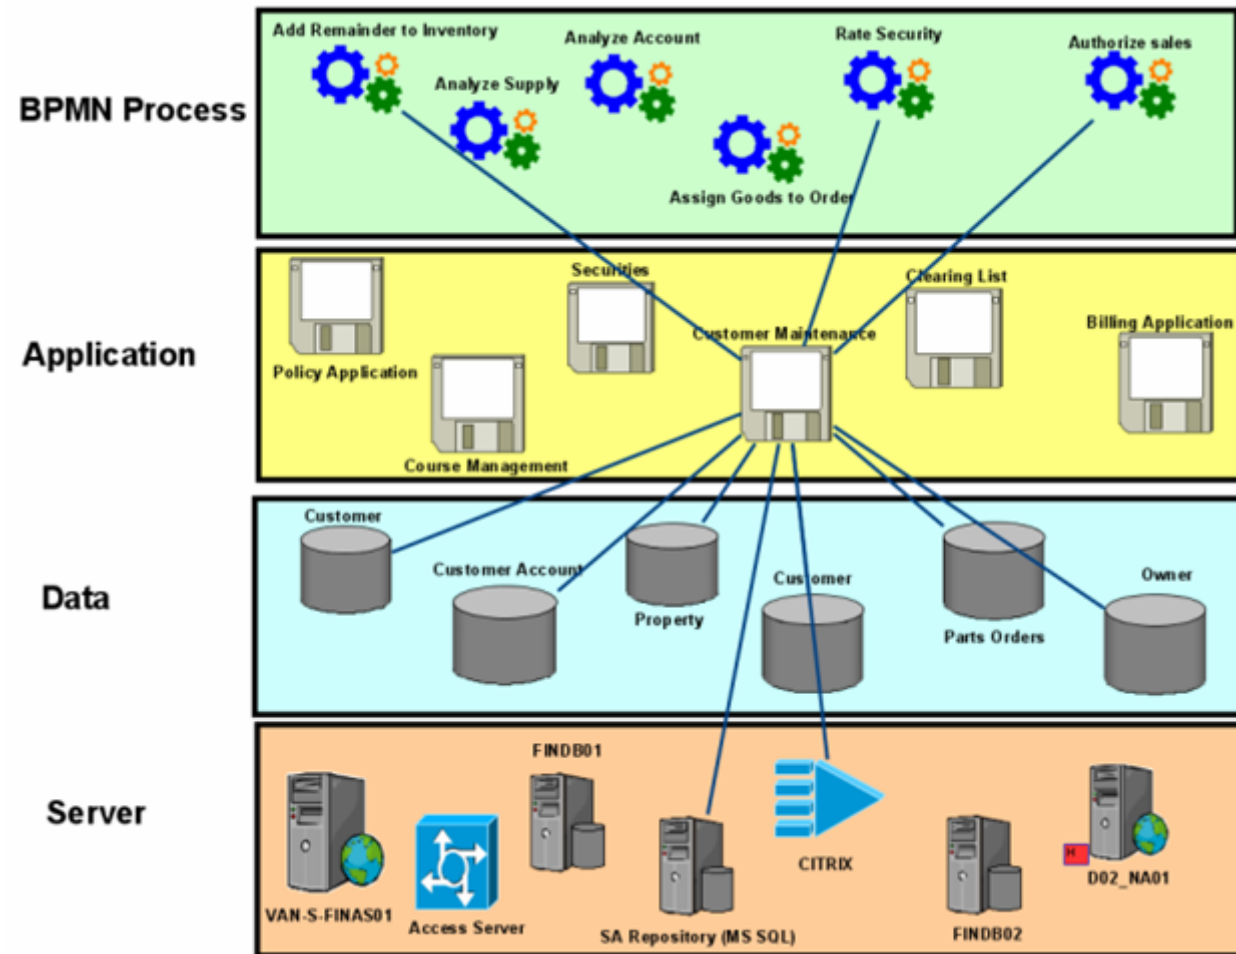 BPMN Process
Add Remainder to Inventory
Analyze Supply
Analyze Account
Assign Goods to Order
Rate Security
Authorize sales
Application
Policy Application
Course Management
Securities
Customer Maintenance
Clearing List
Billing Application
Data
Customer
Customer Account
Property
Customer
Parts Orders
Owner
Server
VAN-S-FINAS01
Access Server
FINDB01
SA Repository (MS SQL)
CITRIX
FINDB02
H
D02_NA01